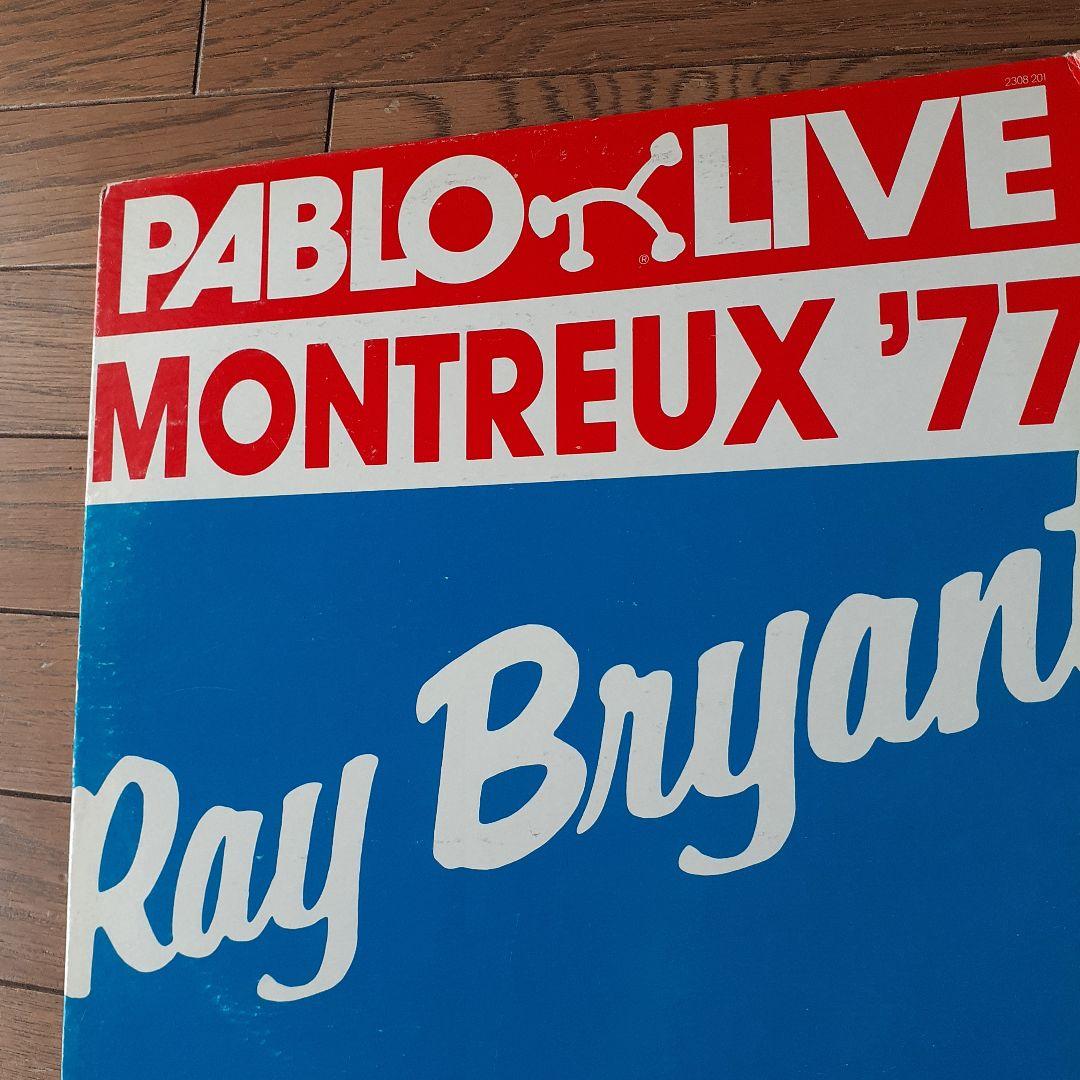 2308 201
PABLO LIVE
®
MONTREUX '77
Ray Bryant